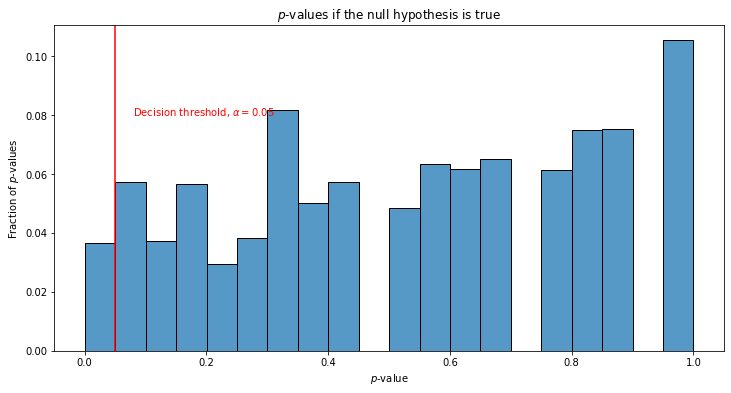 p-values if the null hypothesis is true
Decision threshold, α = 0.05
Fraction of p-values
0.10
0.08
0.06
0.04
0.02
0.00
0.0 0.2 0.4 0.6 0.8 1.0
p-value